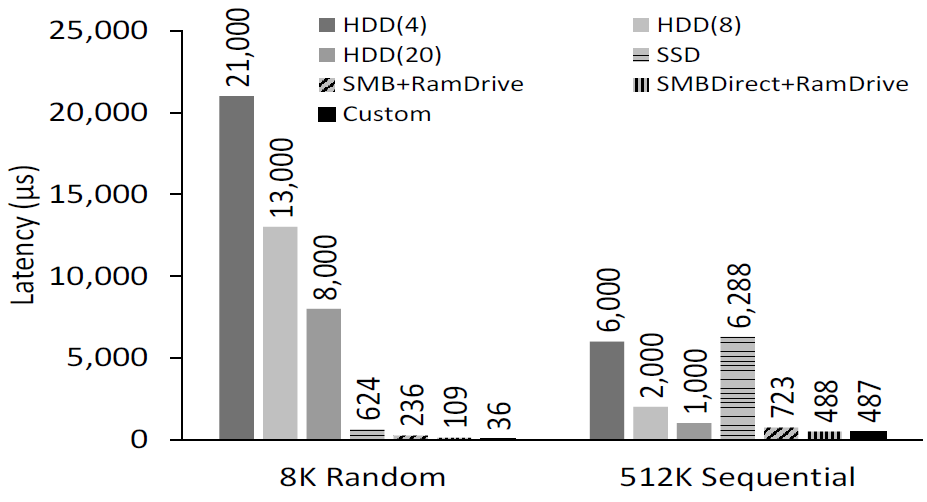 25,000
20,000
15,000
10,000
5,000
0
Latency (µs)
HDD(4)
HDD(8)
HDD(20)
SSD
SMB+RamDrive
SMBDirect+RamDrive
Custom
21,000
13,000
8,000
624
236
109
36
6,000
2,000
1,000
6,288
723
488
487
8K Random
512K Sequential